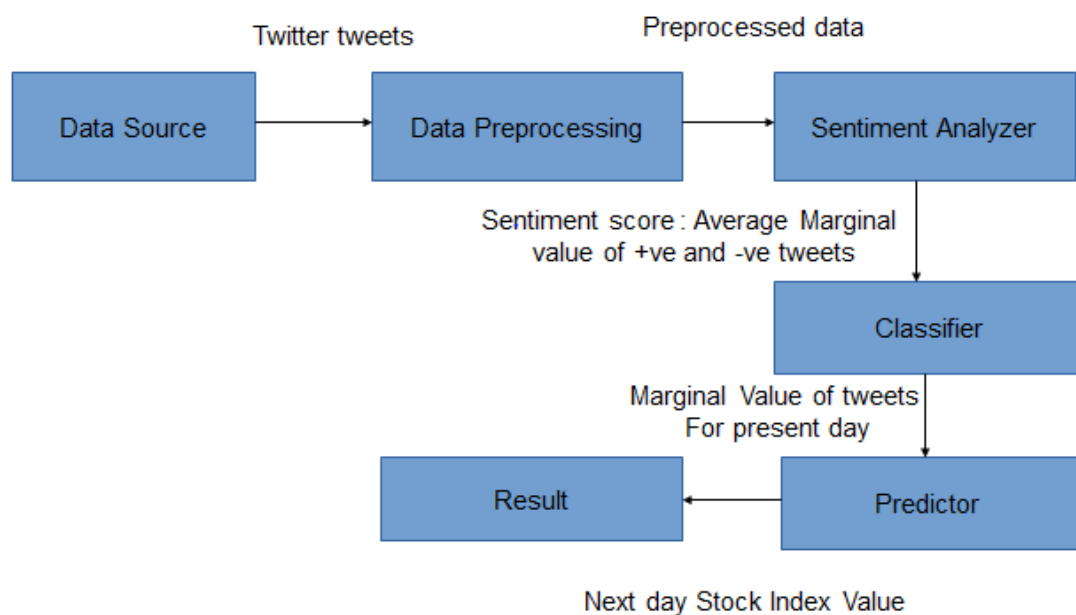 Twitter tweets
Preprocessed data
Data Source
Data Preprocessing
Sentiment Analyzer
Sentiment score : Average Marginal
value of +ve and -ve tweets
Classifier
Marginal Value of tweets
For present day
Result
Predictor
Next day Stock Index Value